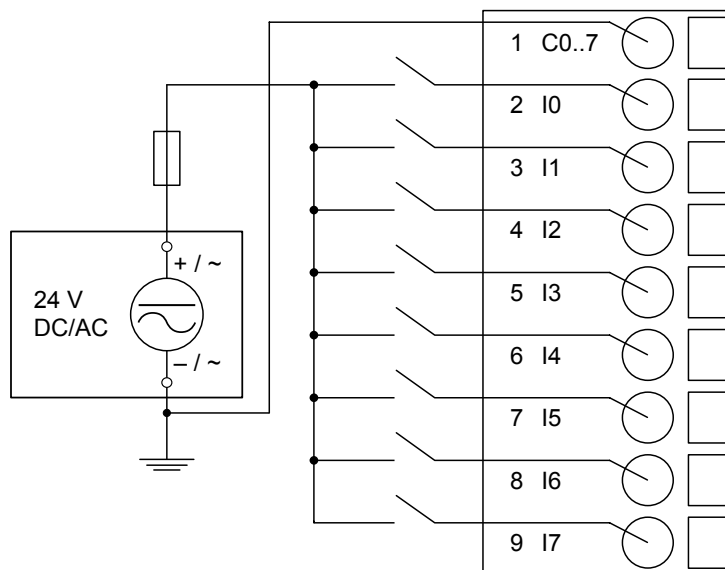 1 C0..7
2 I0
3 I1
4 I2
5 I3
6 I4
7 I5
8 I6
9 I7
+ / ~
24 V
DC/AC
– / ~